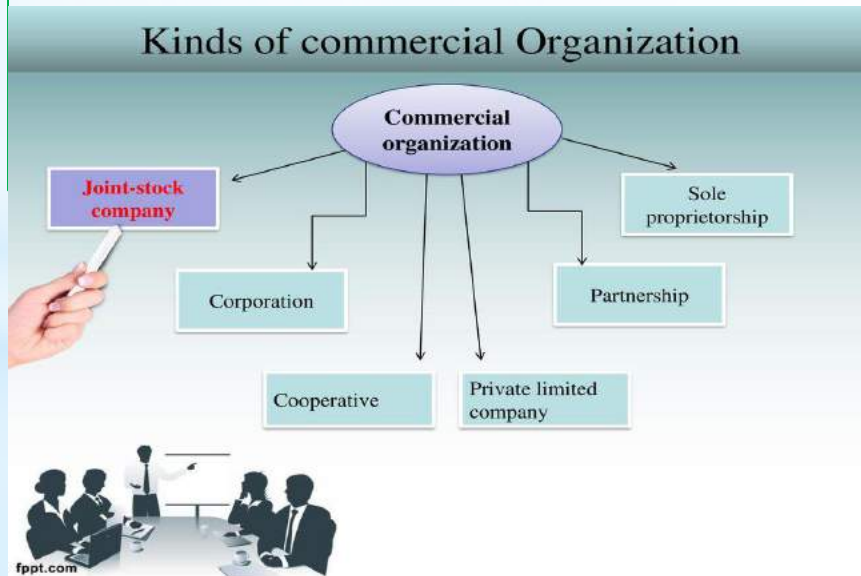 Kinds of commercial Organization
Commercial
organization
Joint-stock
company
Sole
proprietorship
Corporation
Partnership
Cooperative
Private limited
company
fppt.com